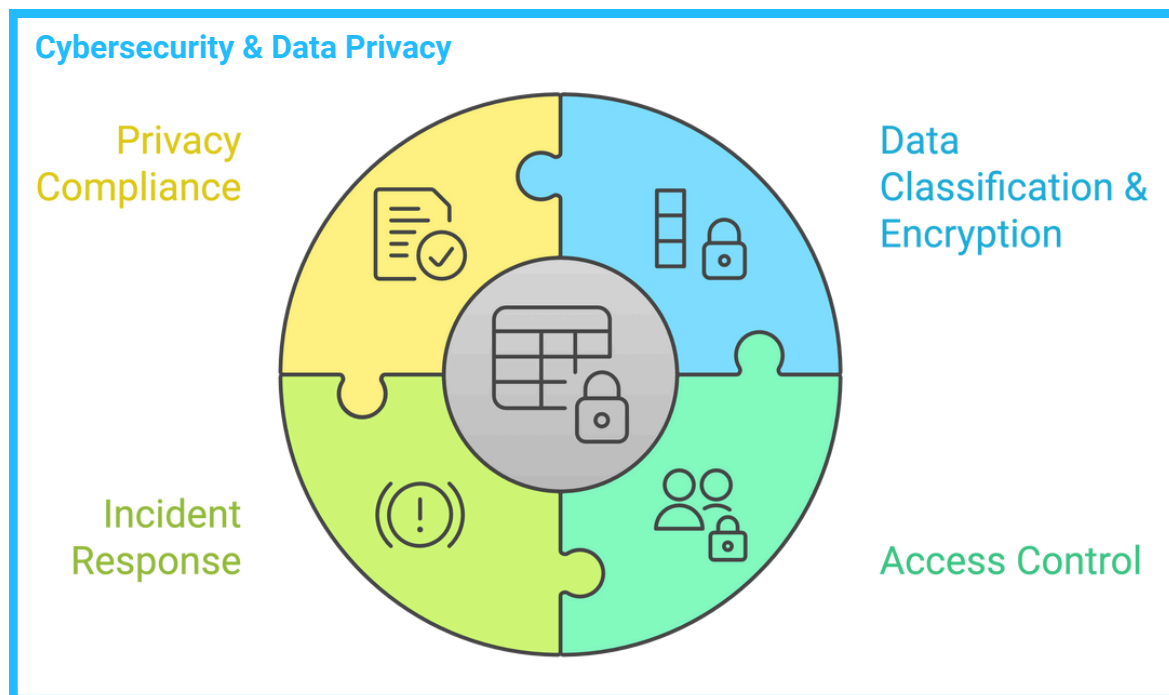 Cybersecurity & Data Privacy
Privacy
Compliance
Data
Classification &
Encryption
Incident
Response
Access Control